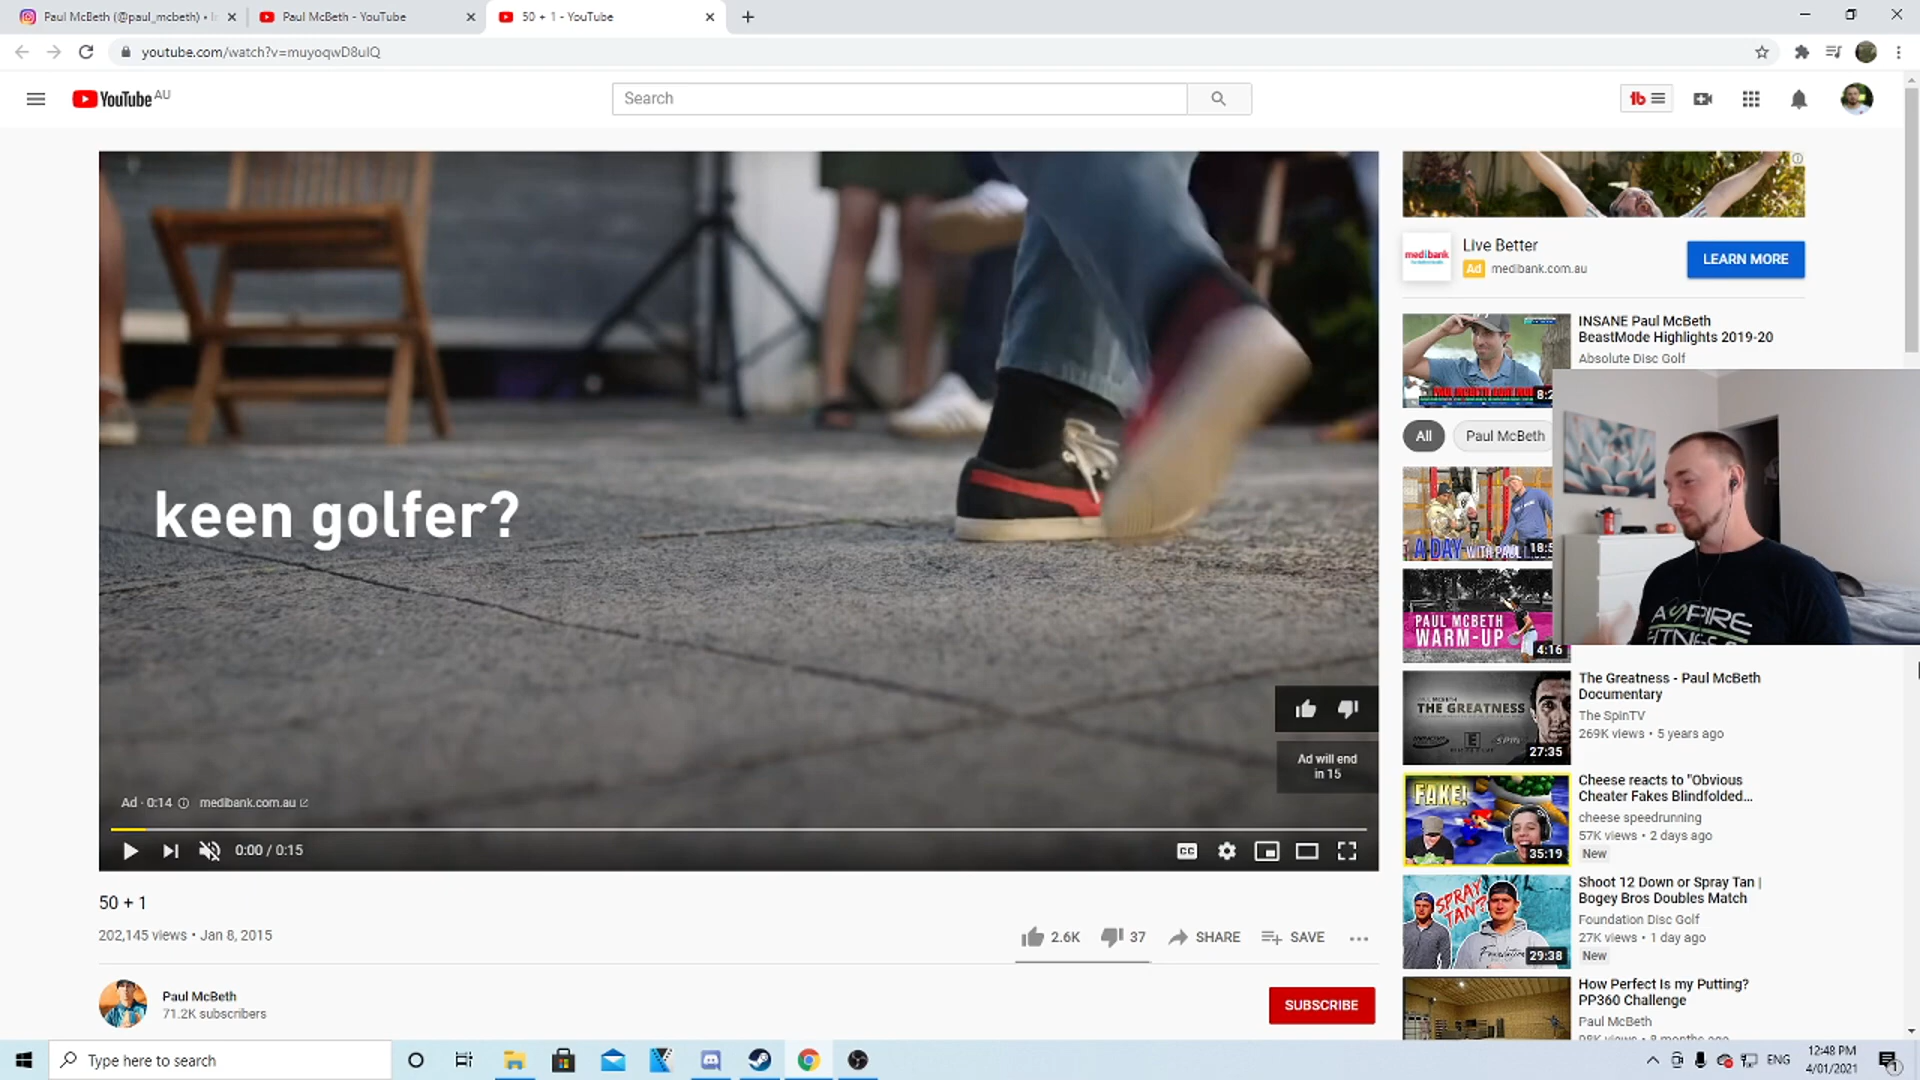 Paul McBeth (@paul_mcbeth) •
Paul McBeth - YouTube
50 + 1 - YouTube
youtube.com/watch?v=muyoqwD8uIQ
YouTube AU
Search
keen golfer?
Ad will end
in 15
Ad · 0:14 medibank.com.au
0:00 / 0:15
CC
50 + 1
202,145 views • Jan 8, 2015
2.6K 37 SHARE SAVE
Paul McBeth
71.2K subscribers
SUBSCRIBE
medibank
Live Better
Ad medibank.com.au
LEARN MORE
INSANE Paul McBeth
BeastMode Highlights 2019-20
Absolute Disc Golf
All Paul McBeth
A DAY WITH PAUL
18:5
PAUL MCBETH
WARM-UP
4:16
ASPIRE
FITNESS
THE GREATNESS
27:35
The Greatness - Paul McBeth
Documentary
The SpinTV
269K views • 5 years ago
FAKE!
35:19
Cheese reacts to "Obvious
Cheater Fakes Blindfolded...
cheese speedrunning
57K views • 2 days ago
New
SPRAY
TAN?
Foundation
29:38
Shoot 12 Down or Spray Tan |
Bogey Bros Doubles Match
Foundation Disc Golf
27K views • 1 day ago
New
How Perfect Is my Putting?
PP360 Challenge
Paul McBeth
Type here to search
ENG
12:48 PM
4/01/2021